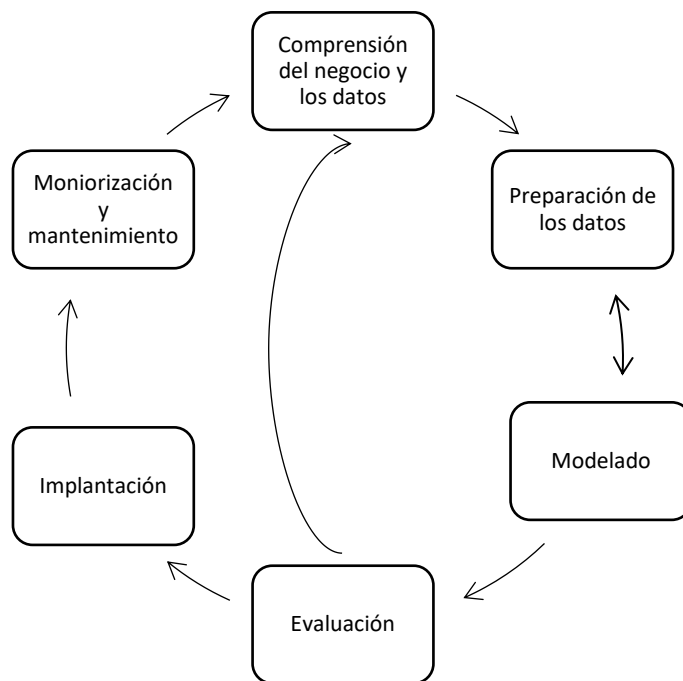 Comprensión
del negocio y
los datos
Preparación de
los datos
Modelado
Evaluación
Implantación
Moniorización
y
mantenimiento